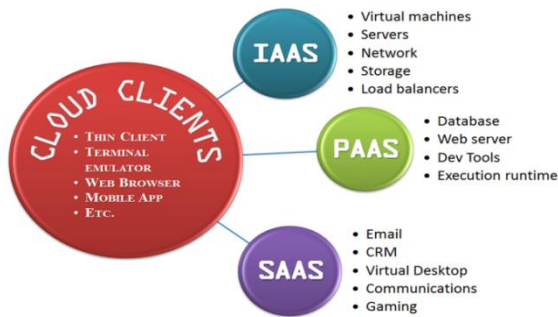 CLOUD CLIENTS
• THIN CLIENT
• TERMINAL
EMULATOR
• WEB BROWSER
• MOBILE APP
• ETC.
IAAS
• Virtual machines
• Servers
• Network
• Storage
• Load balancers
PAAS
• Database
• Web server
• Dev Tools
• Execution runtime
SAAS
• Email
• CRM
• Virtual Desktop
• Communications
• Gaming